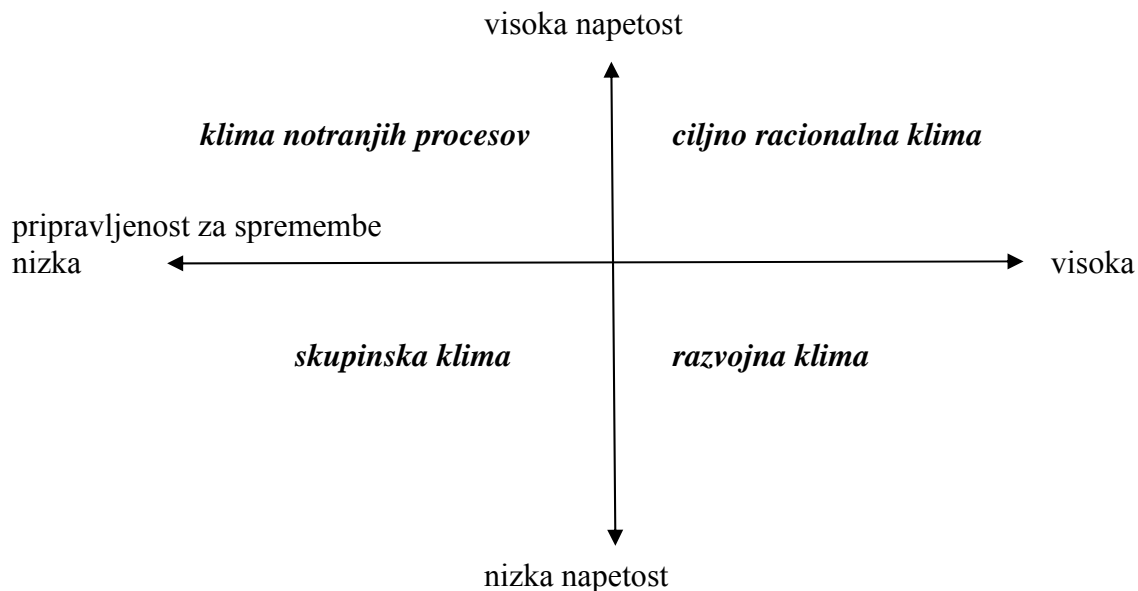 visoka napetost
klima notranjih procesov
ciljno racionalna klima
pripravljenost za spremembe
nizka
visoka
skupinska klima
razvojna klima
nizka napetost